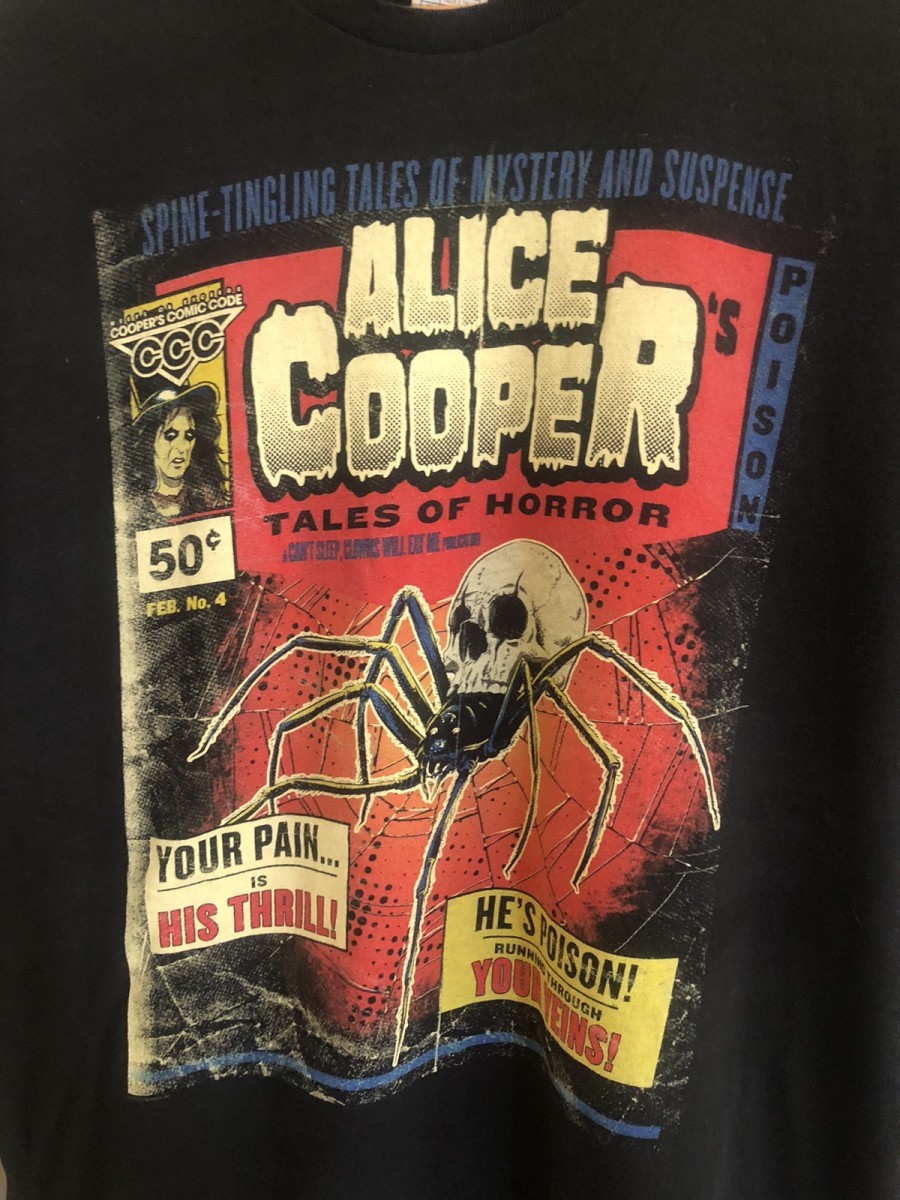 SPINE-TINGLING TALES OF MYSTERY AND SUSPENSE
ALICE
COOPER'S
POISON
COOPER'S COMIC CODE
CCC
TALES OF HORROR
A CAN'T SLEEP, CLOWNS WILL EAT ME PUBLICATION
50¢
FEB. No. 4
YOUR PAIN...
IS
HIS THRILL!
HE'S POISON!
RUNNING THROUGH
YOUR VEINS!